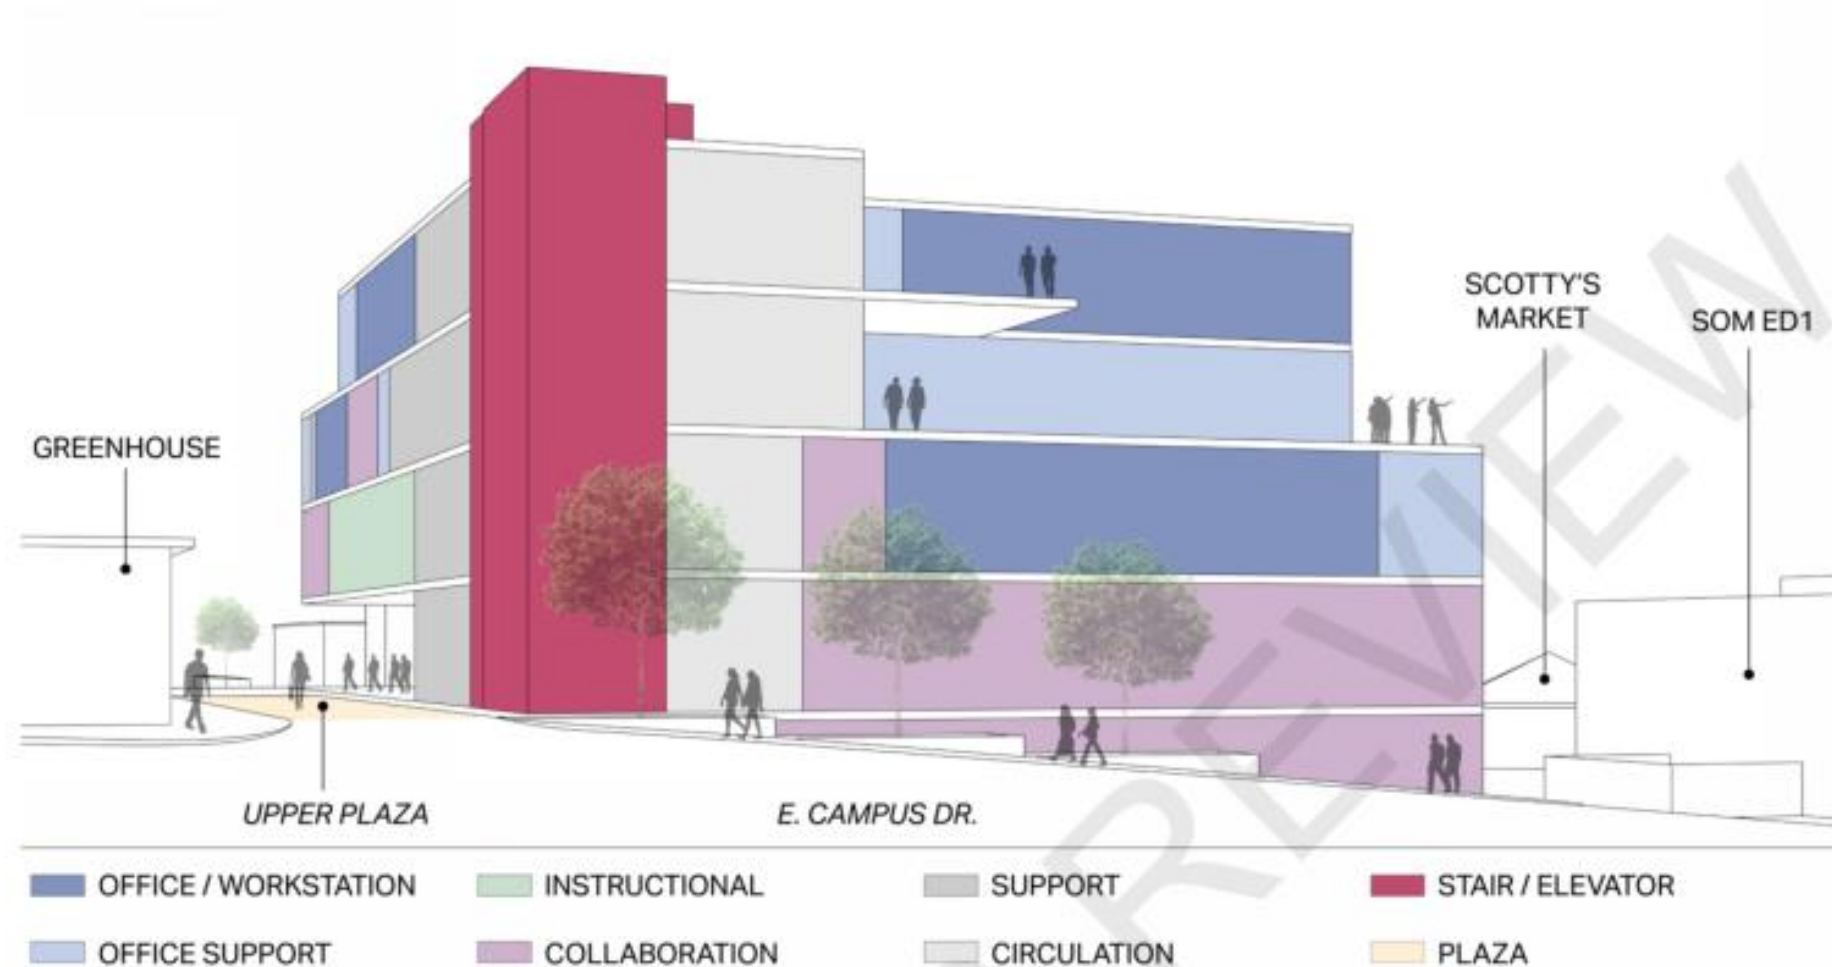 SCOTTY'S
MARKET
SOM ED1
GREENHOUSE
UPPER PLAZA
E. CAMPUS DR.
OFFICE / WORKSTATION
INSTRUCTIONAL
SUPPORT
STAIR / ELEVATOR
OFFICE SUPPORT
COLLABORATION
CIRCULATION
PLAZA
REVIEW